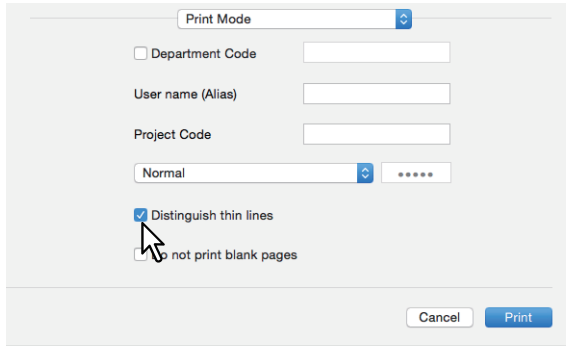 Print Mode
Department Code
User name (Alias)
Project Code
Normal •••••
Distinguish thin lines
not print blank pages
Cancel Print